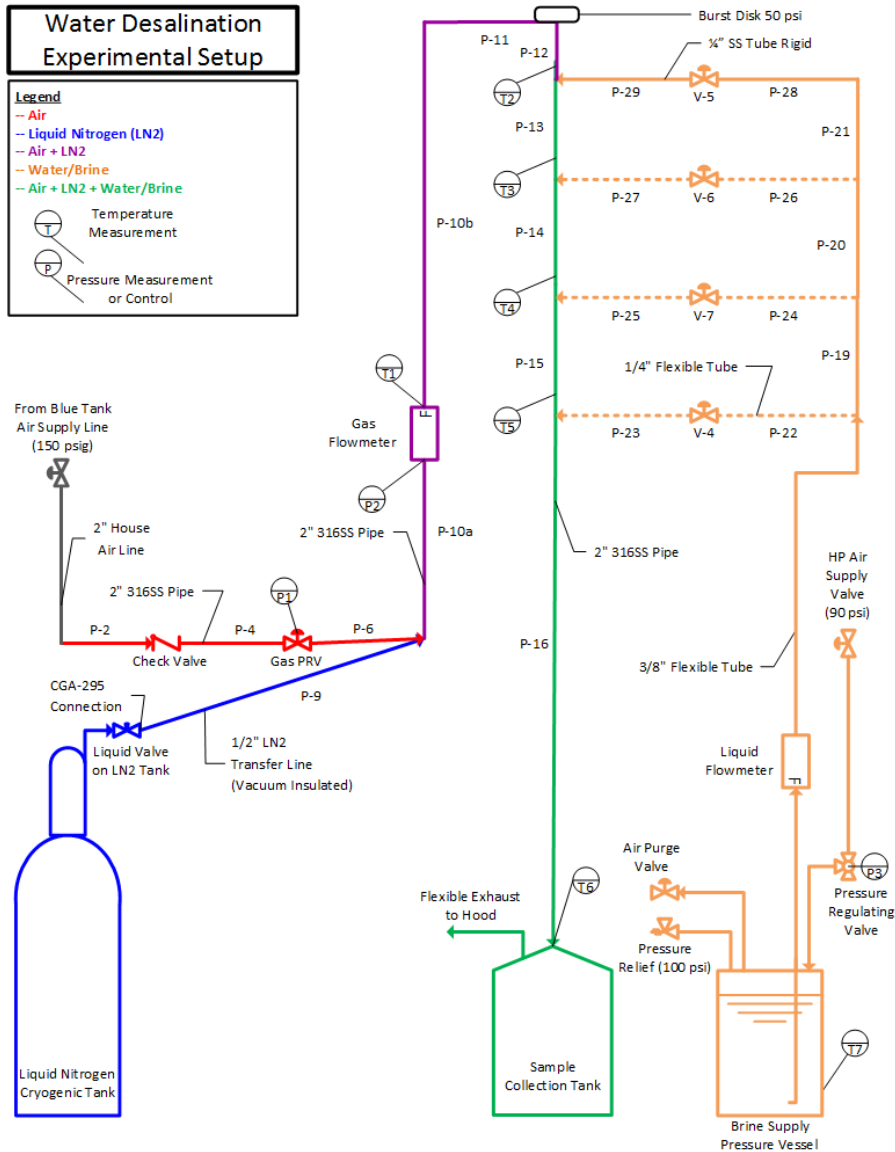 Water Desalination
Experimental Setup
Legend
-- Air
-- Liquid Nitrogen (LN2)
-- Air + LN2
-- Water/Brine
-- Air + LN2 + Water/Brine
T
Temperature
Measurement
P
Pressure Measurement
or Control
Burst Disk 50 psi
P-11
P-12
¼" SS Tube Rigid
T2
P-29
V-5
P-28
P-13
P-21
T3
P-27
V-6
P-26
P-10b
P-14
P-20
T4
P-25
V-7
P-24
P-15
P-19
1/4" Flexible Tube
T1
From Blue Tank
Air Supply Line
(150 psig)
Gas
Flowmeter
F
T5
P-23
V-4
P-22
P2
2" House
Air Line
2" 316SS Pipe
P-10a
2" 316SS Pipe
HP Air
Supply
Valve
(90 psi)
2" 316SS Pipe
P1
P-2
P-4
P-6
P-16
Check Valve
Gas PRV
3/8" Flexible Tube
CGA-295
Connection
P-9
Liquid Valve
on LN2 Tank
1/2" LN2
Transfer Line
(Vacuum Insulated)
Liquid
Flowmeter
F
Air Purge
Valve
P3
T6
Pressure
Regulating
Valve
Flexible Exhaust
to Hood
Pressure
Relief (100 psi)
T7
Liquid Nitrogen
Cryogenic Tank
Sample
Collection Tank
Brine Supply
Pressure Vessel